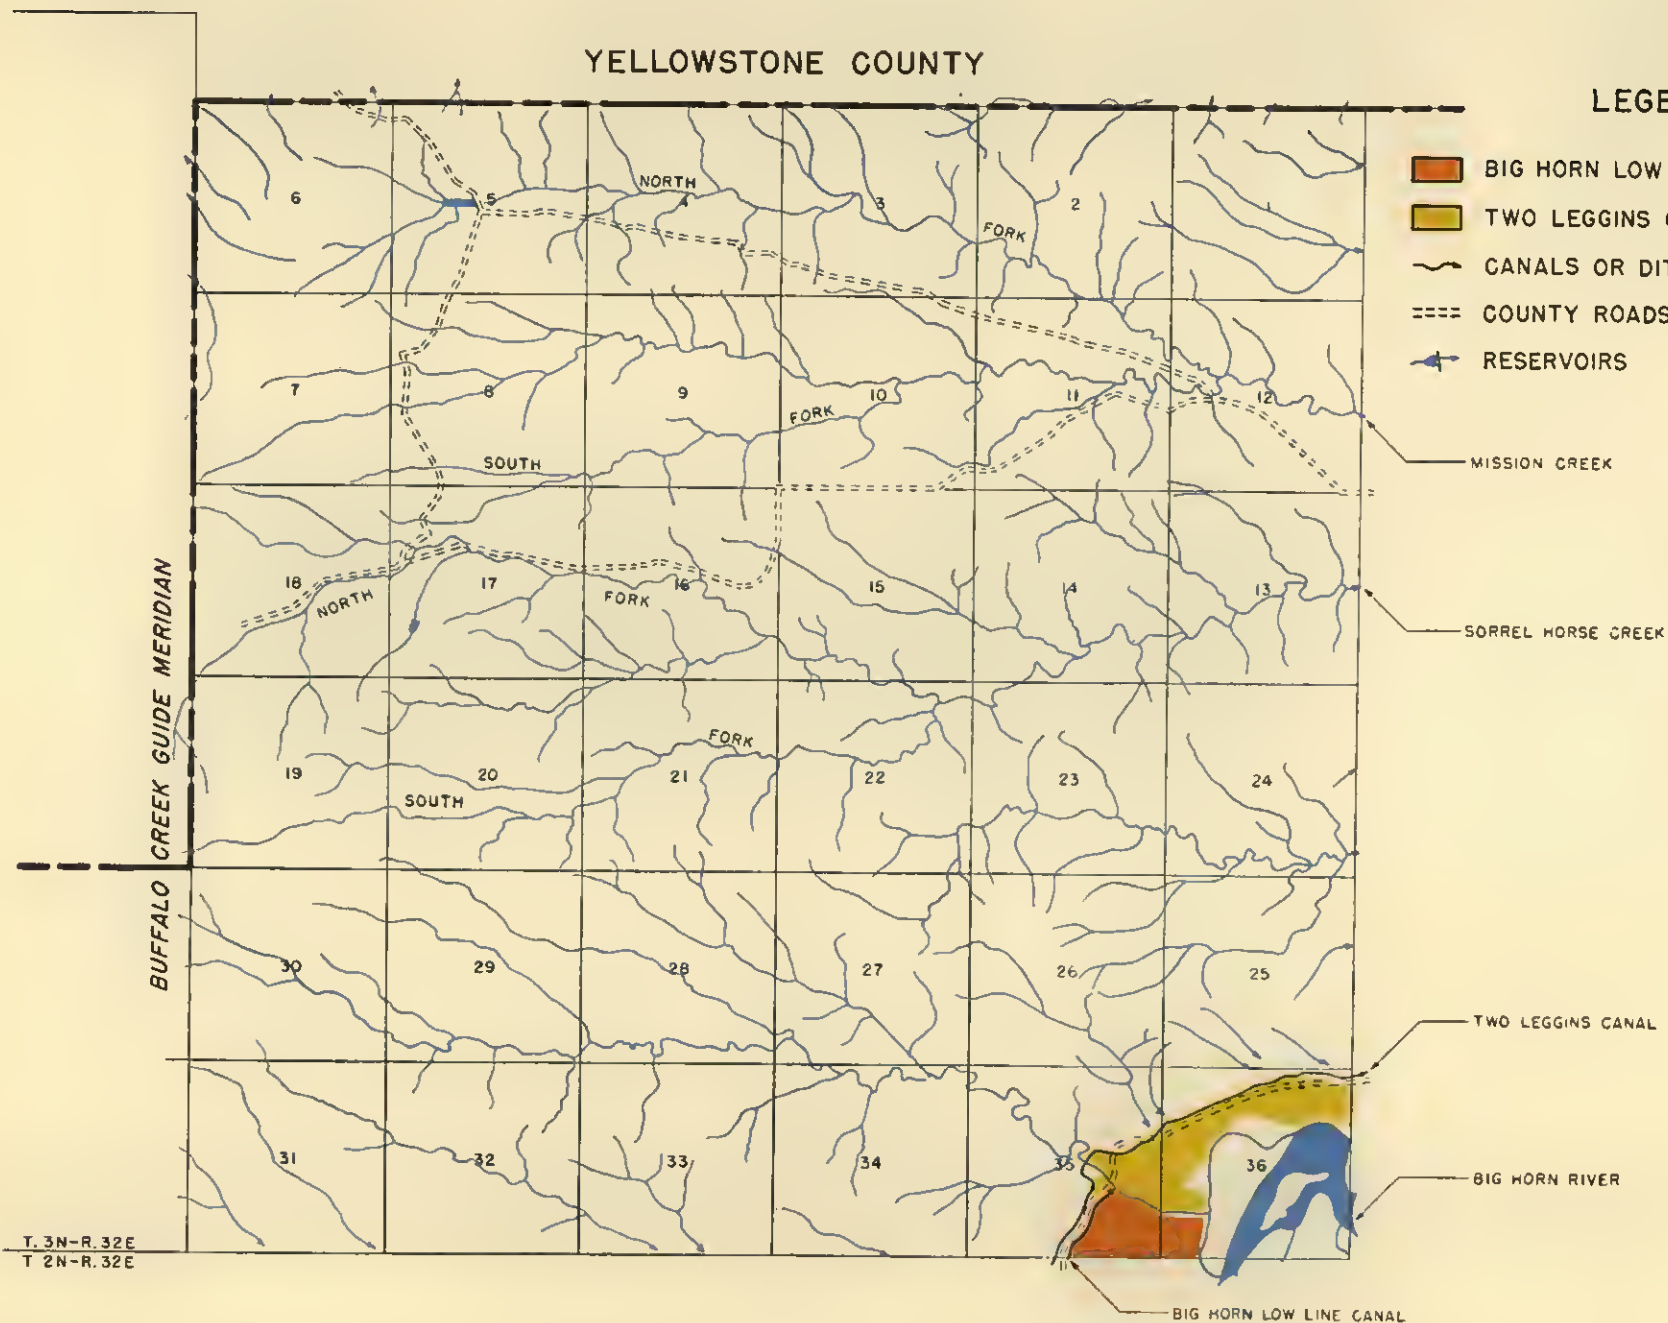 YELLOWSTONE COUNTY
LEGE
BIG HORN LOW
TWO LEGGINS
CANALS OR DIT
COUNTY ROADS
RESERVOIRS
6 5 4 3 2
NORTH
FORK
7 8 9 10 11 12
FORK
SOUTH
MISSION CREEK
18 17 16 15 14 13
NORTH
FORK
SORREL HORSE CREEK
BUFFALO CREEK GUIDE MERIDIAN
FORK
19 20 21 22 23 24
SOUTH
30 29 28 27 26 25
TWO LEGGINS CANAL
31 32 33 34 35 36
BIG HORN RIVER
T. 3N-R. 32E
T 2N-R. 32E
BIG HORN LOW LINE CANAL